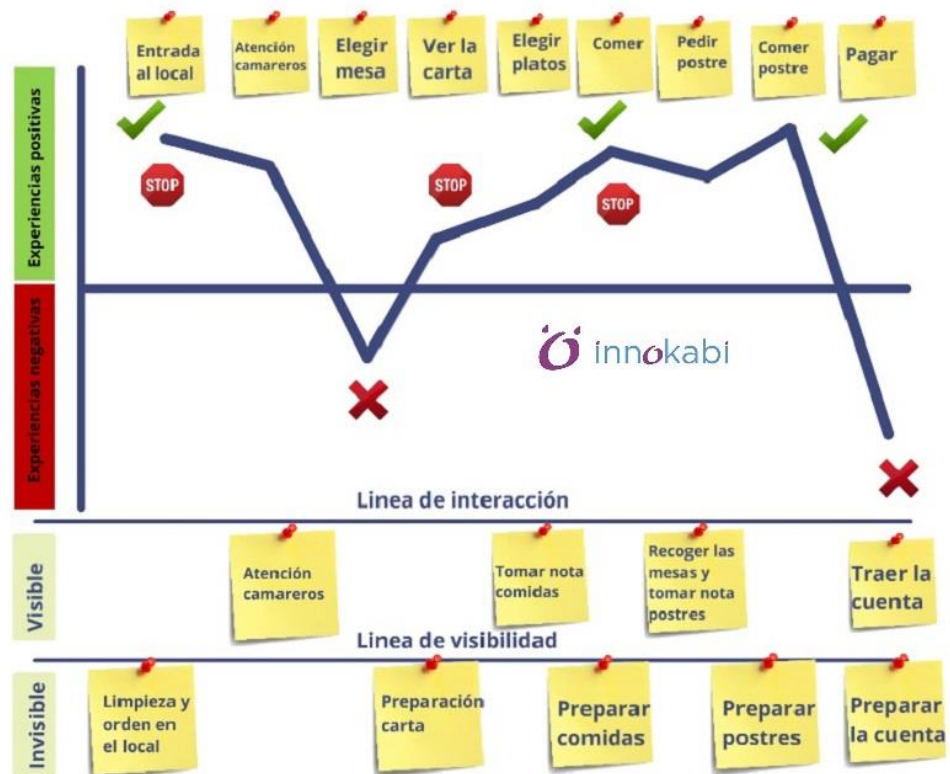 Entrada
al local
Atención
camareros
Elegir
mesa
Ver la
carta
Elegir
platos
Comer
Pedir
postre
Comer
postre
Pagar
Experiencias positivas
STOP
STOP
STOP
Experiencias negativas
innokabi
Linea de interacción
Visible
Atención
camareros
Tomar nota
comidas
Recoger las
mesas y
tomar nota
postres
Traer la
cuenta
Linea de visibilidad
Invisible
Limpieza y
orden en
el local
Preparación
carta
Preparar
comidas
Preparar
postres
Preparar
la cuenta